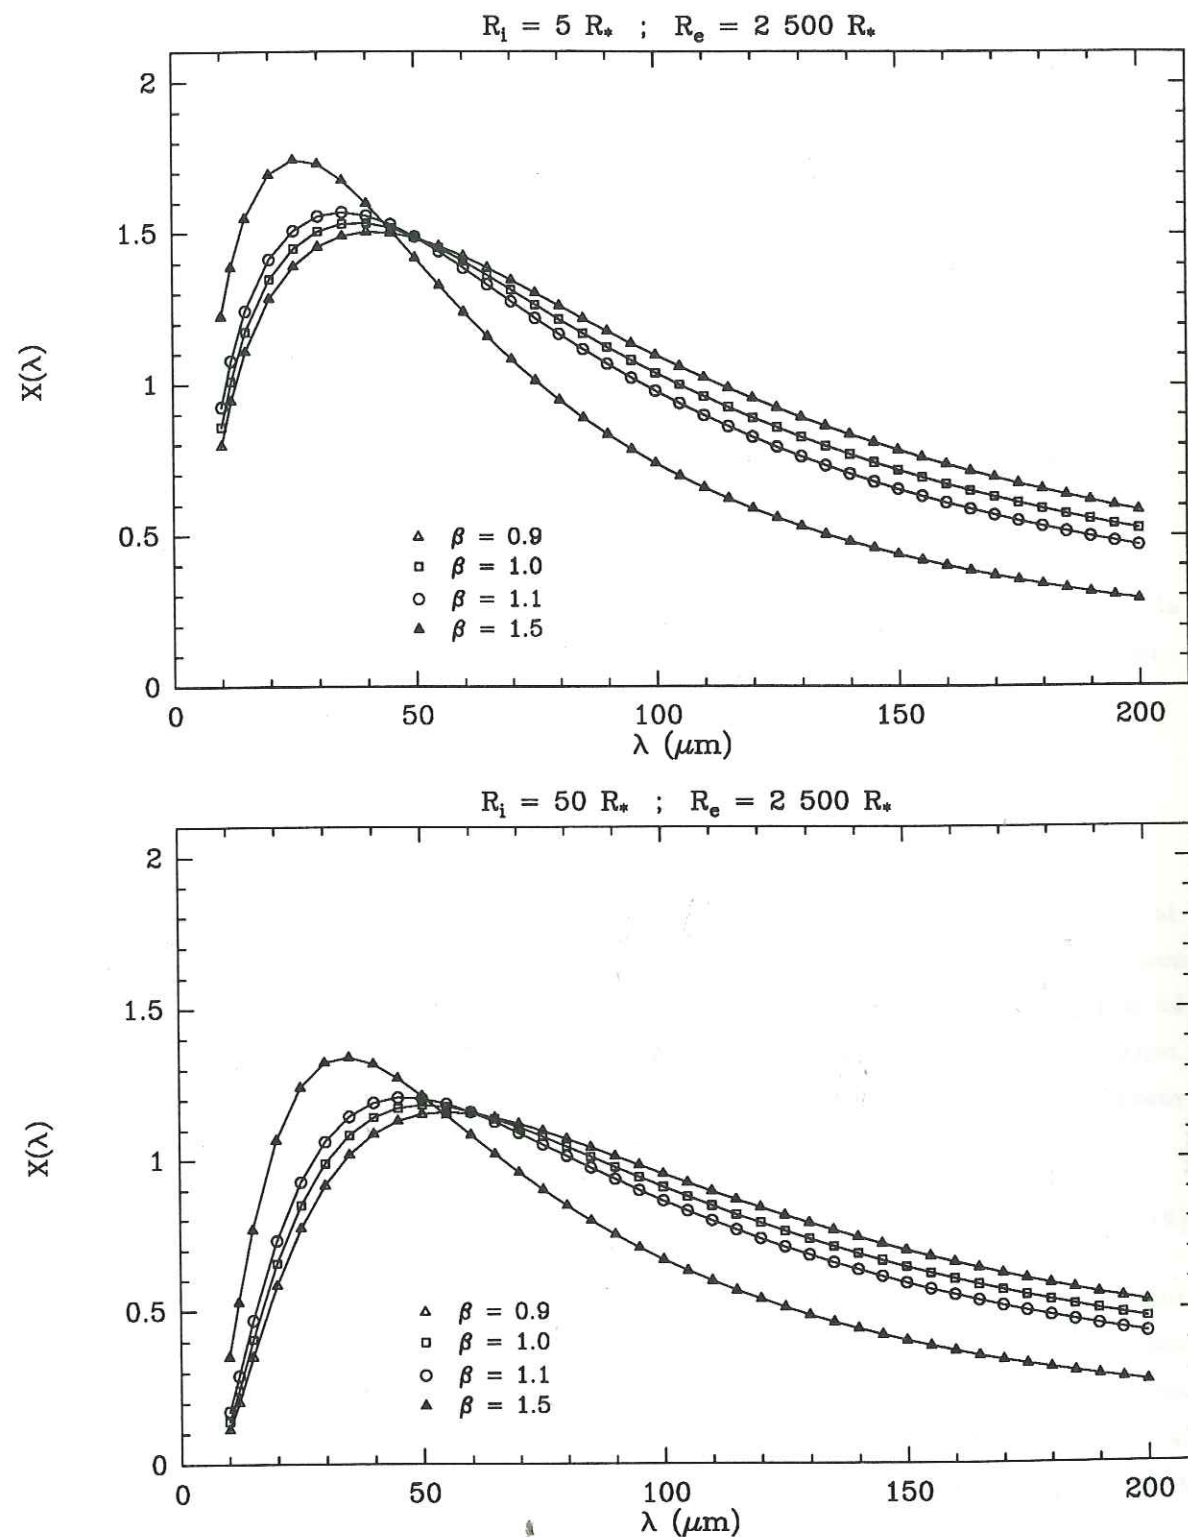 R_i = 5 R_* ; R_e = 2 500 R_*
2
1.5
1
0.5
0
X(λ)
β = 0.9
β = 1.0
β = 1.1
β = 1.5
0 50 100 150 200
λ (μm)
R_i = 50 R_* ; R_e = 2 500 R_*
2
1.5
1
0.5
0
X(λ)
β = 0.9
β = 1.0
β = 1.1
β = 1.5
0 50 100 150 200
λ (μm)